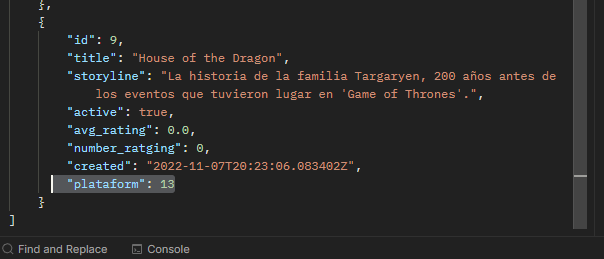 },
{
"id": 9,
"title": "House of the Dragon",
"storyline": "La historia de la familia Targaryen, 200 años antes de
los eventos que tuvieron lugar en 'Game of Thrones'.",
"active": true,
"avg_rating": 0.0,
"number_ratging": 0,
"created": "2022-11-07T20:23:06.083402Z",
"plataform": 13
}
]
Find and Replace Console